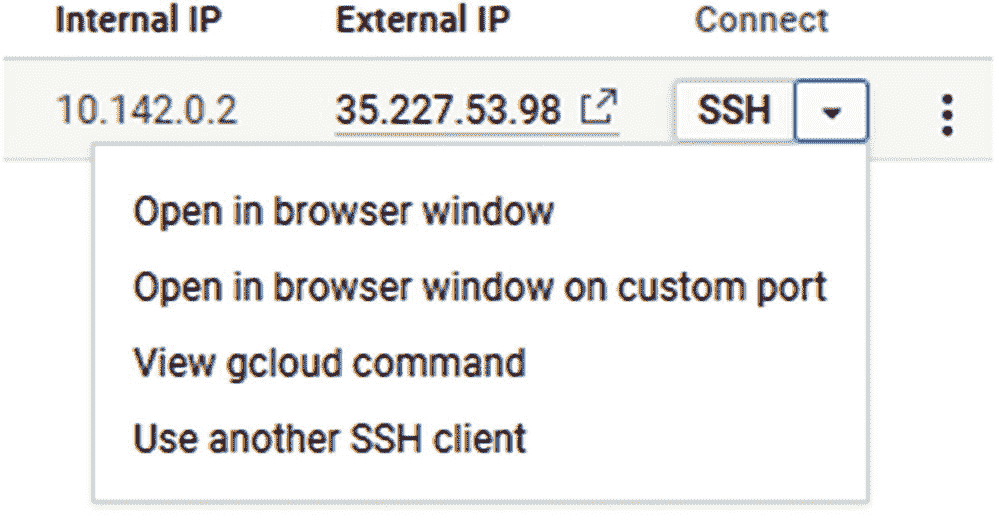 Internal IP External IP Connect
10.142.0.2 35.227.53.98 SSH
Open in browser window
Open in browser window on custom port
View gcloud command
Use another SSH client